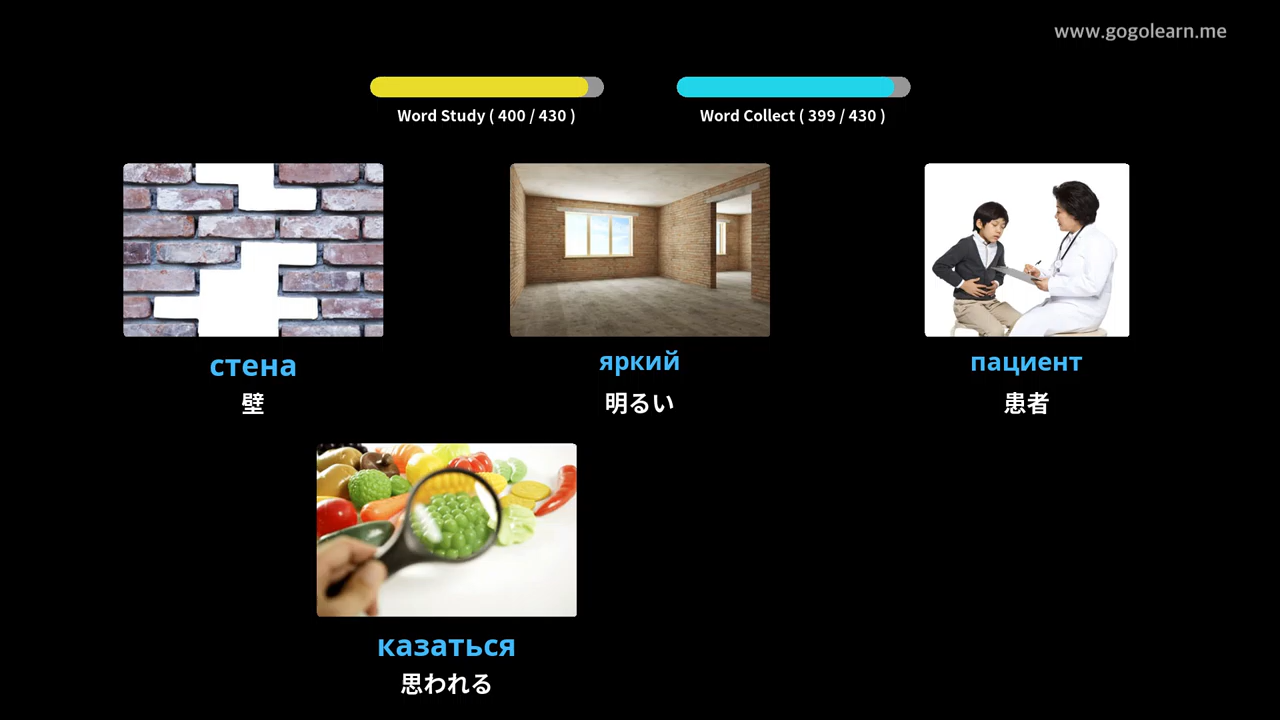 www.gogolearn.me
Word Study ( 400 / 430 )
Word Collect ( 399 / 430 )
стена
壁
яркий
明るい
пациент
患者
казаться
思われる